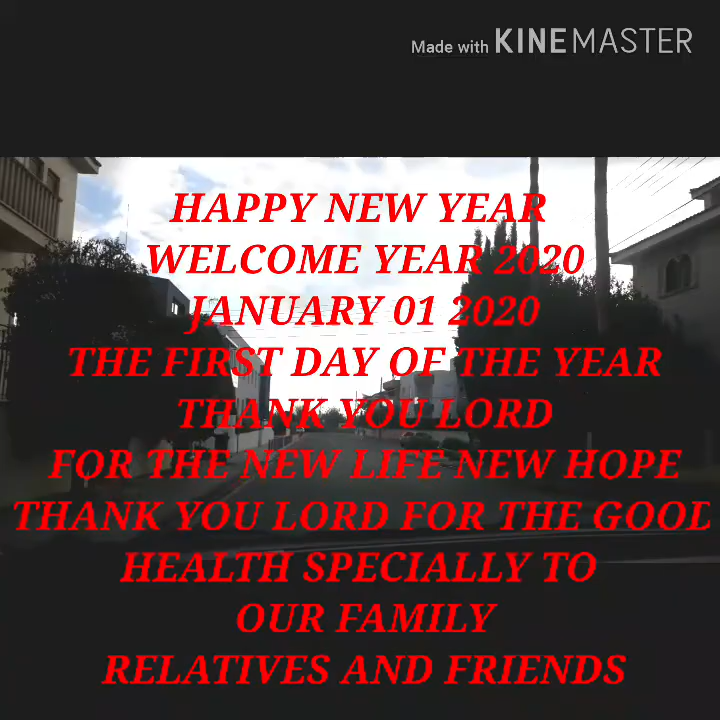 Made with KINEMASTER
HAPPY NEW YEAR
WELCOME YEAR 2020
JANUARY 01 2020
THE FIRST DAY OF THE YEAR
THANK YOU LORD
FOR THE NEW LIFE NEW HOPE
THANK YOU LORD FOR THE GOOD
HEALTH SPECIALLY TO
OUR FAMILY
RELATIVES AND FRIENDS